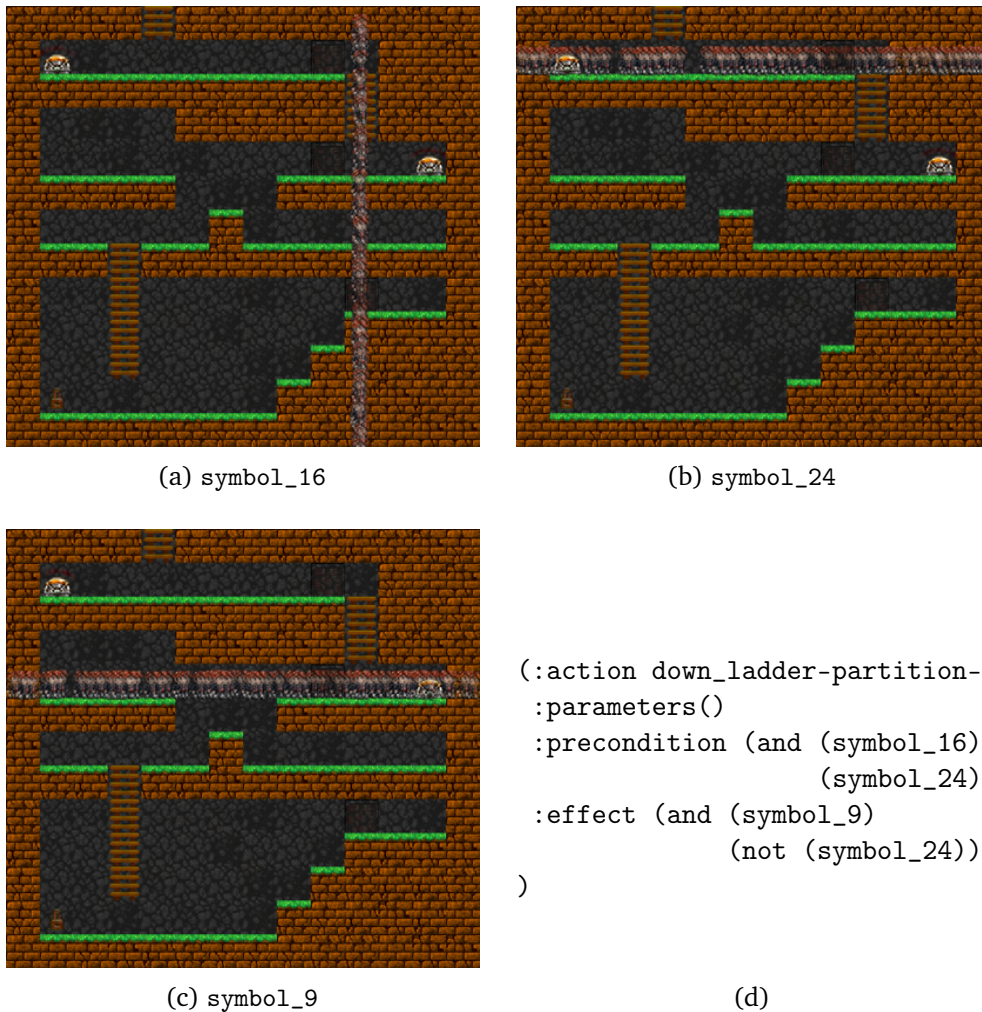 (a) symbol_16
(b) symbol_24
(:action down_ladder-partition-
:parameters()
:precondition (and (symbol_16)
(symbol_24)
:effect (and (symbol_9)
(not (symbol_24))
)
(c) symbol_9
(d)